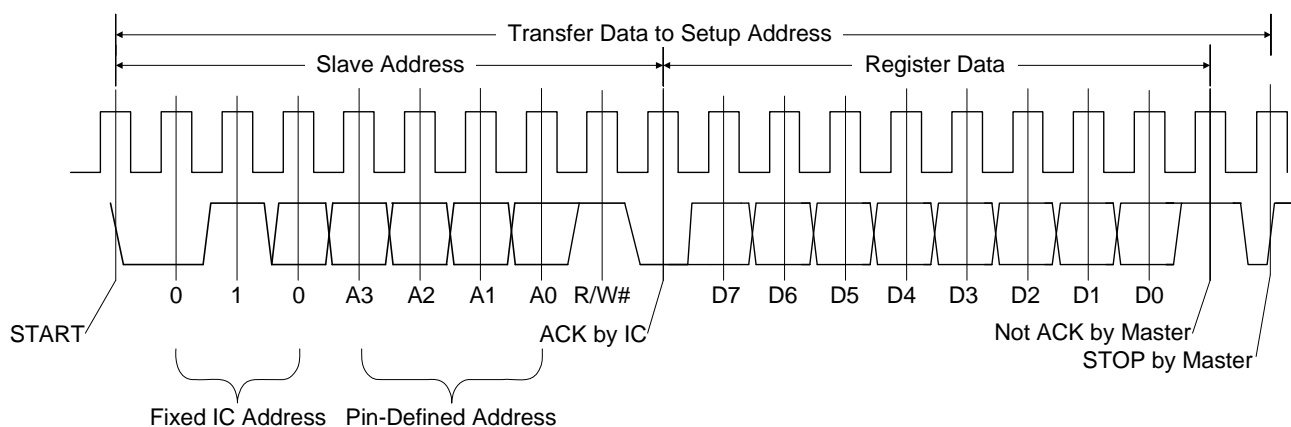 Transfer Data to Setup Address
Slave Address
Register Data
0 1 0 A3 A2 A1 A0 R/W# D7 D6 D5 D4 D3 D2 D1 D0
START
ACK by IC
Not ACK by Master
STOP by Master
Fixed IC Address
Pin-Defined Address